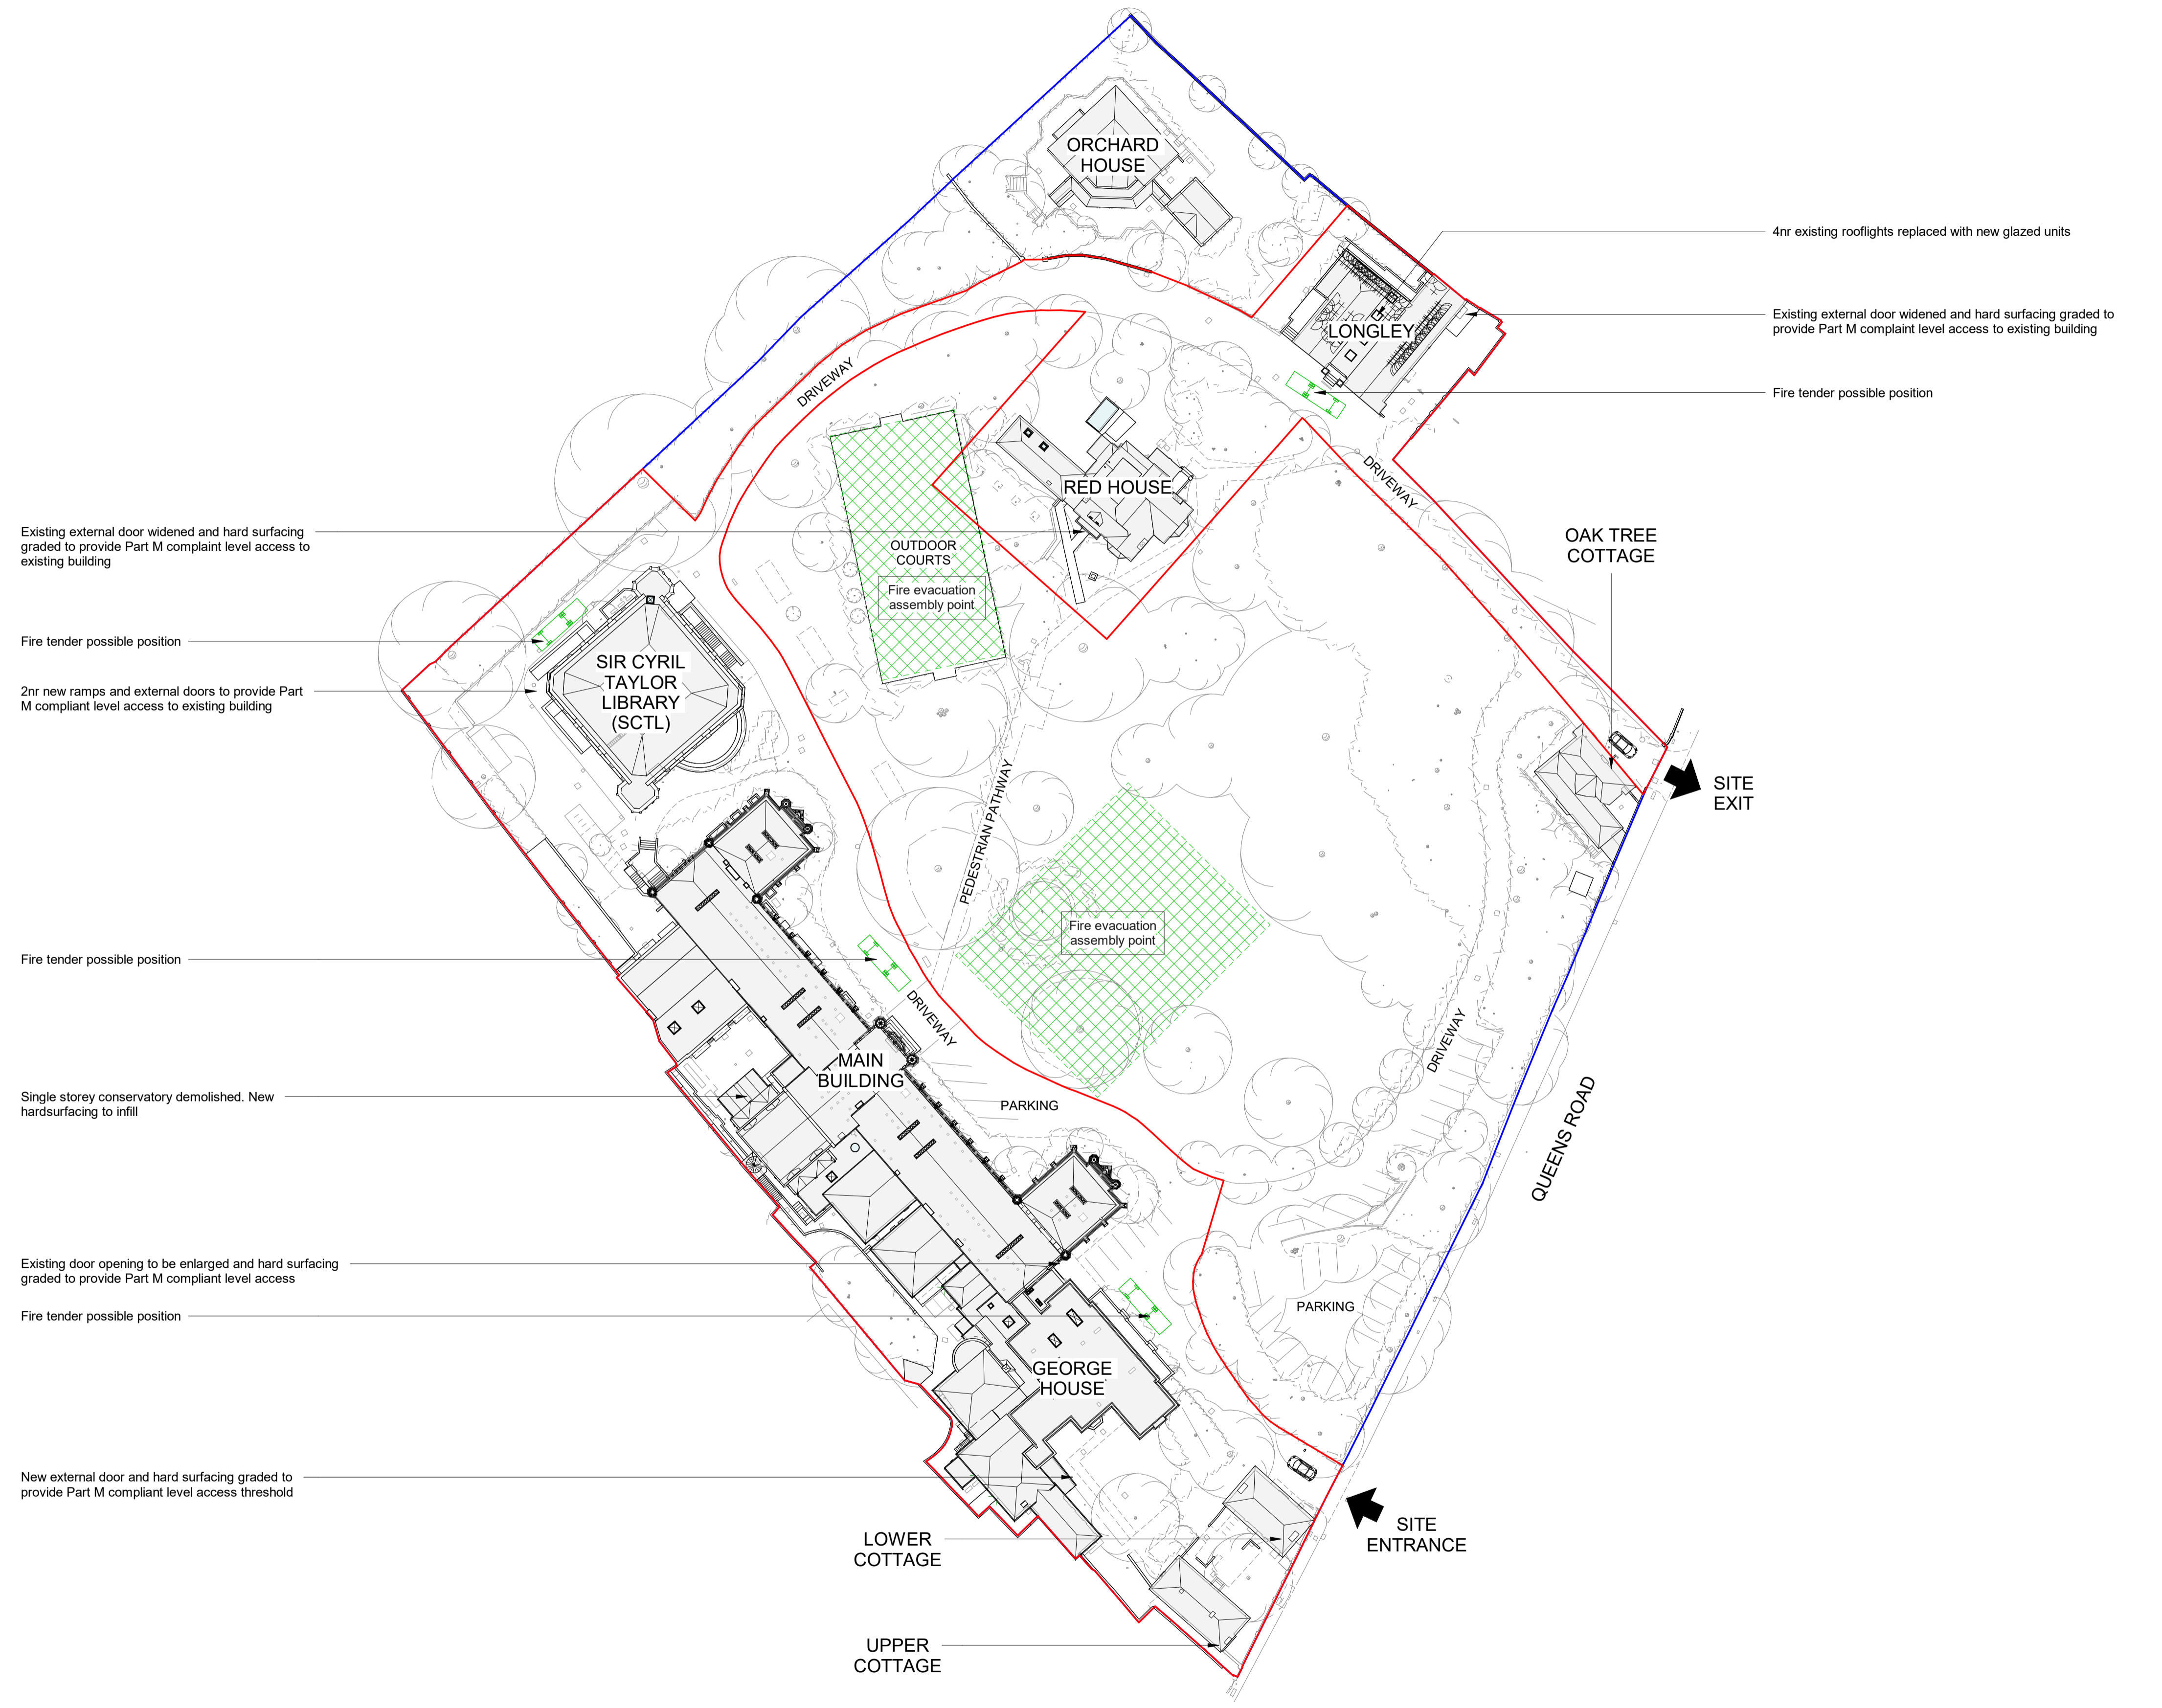 ORCHARD
HOUSE
4nr existing rooflights replaced with new glazed units
Existing external door widened and hard surfacing graded to
provide Part M complaint level access to existing building
LONGLEY
DRIVEWAY
Fire tender possible position
DRIVEWAY
RED HOUSE
Existing external door widened and hard surfacing
graded to provide Part M complaint level access to
existing building
OUTDOOR
COURTS
Fire evacuation
assembly point
OAK TREE
COTTAGE
Fire tender possible position
SIR CYRIL
TAYLOR
LIBRARY
(SCTL)
2nr new ramps and external doors to provide Part
M compliant level access to existing building
SITE
EXIT
PEDESTRIAN PATHWAY
Fire evacuation
assembly point
Fire tender possible position
DRIVEWAY
DRIVEWAY
MAIN
BUILDING
Single storey conservatory demolished. New
hardsurfacing to infill
PARKING
QUEENS ROAD
Existing door opening to be enlarged and hard surfacing
graded to provide Part M compliant level access
Fire tender possible position
PARKING
GEORGE
HOUSE
New external door and hard surfacing graded to
provide Part M compliant level access threshold
SITE
ENTRANCE
LOWER
COTTAGE
UPPER
COTTAGE